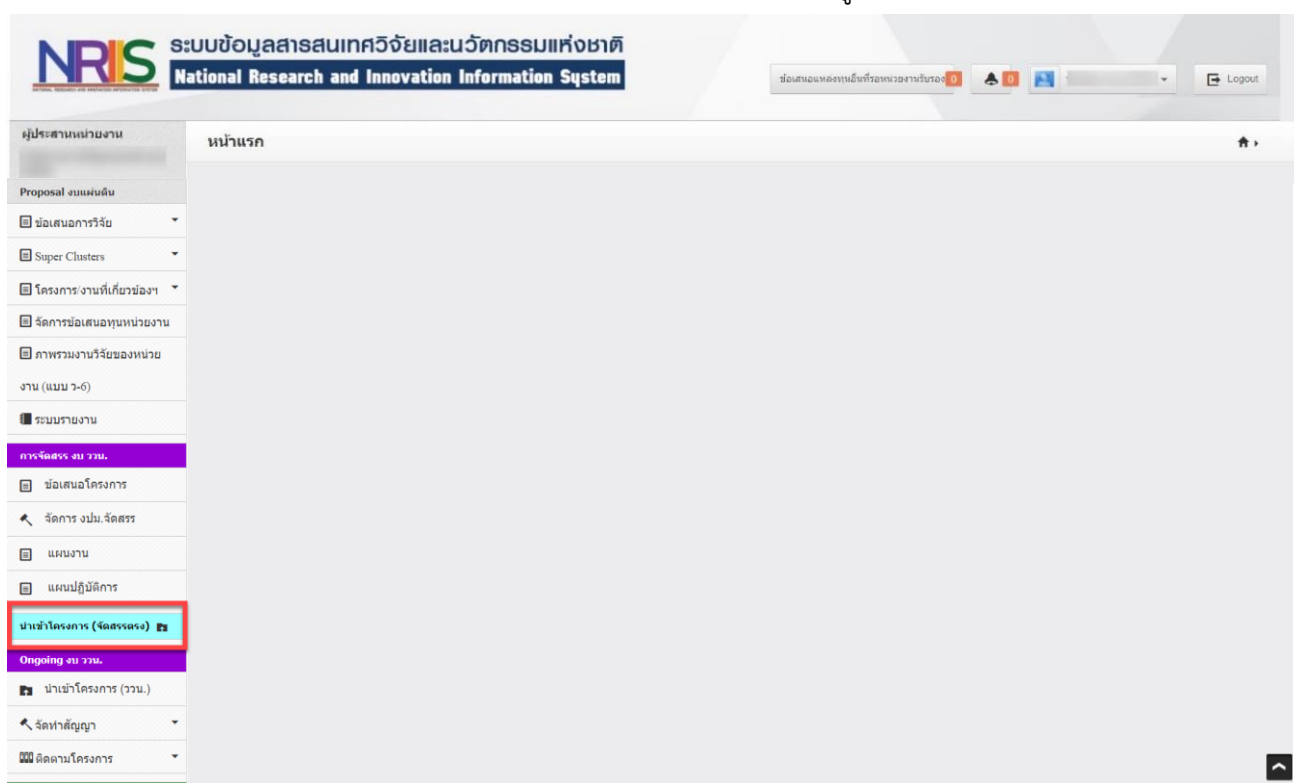 NRIIS
ระบบข้อมูลสารสนเทศวิจัยและนวัตกรรมแห่งชาติ
National Research and Innovation Information System
ข้อเสนอแหล่งทุนอื่นที่รอหน่วยงานรับรอง 0
0
Logout
ผู้ประสานหน่วยงาน
หน้าแรก
Proposal งบแผ่นดิน
ข้อเสนอการวิจัย
Super Clusters
โครงการ/งานที่เกี่ยวข้องฯ
จัดการข้อเสนอทุนหน่วยงาน
ภาพรวมงานวิจัยของหน่วย
งาน (แบบ ว-6)
ระบบรายงาน
การจัดสรร งบ ววน.
ข้อเสนอโครงการ
จัดการ งปม.จัดสรร
แผนงาน
แผนปฏิบัติการ
นำเข้าโครงการ (จัดสรรตรง)
Ongoing งบ ววน.
นำเข้าโครงการ (ววน.)
จัดทำสัญญา
ติดตามโครงการ